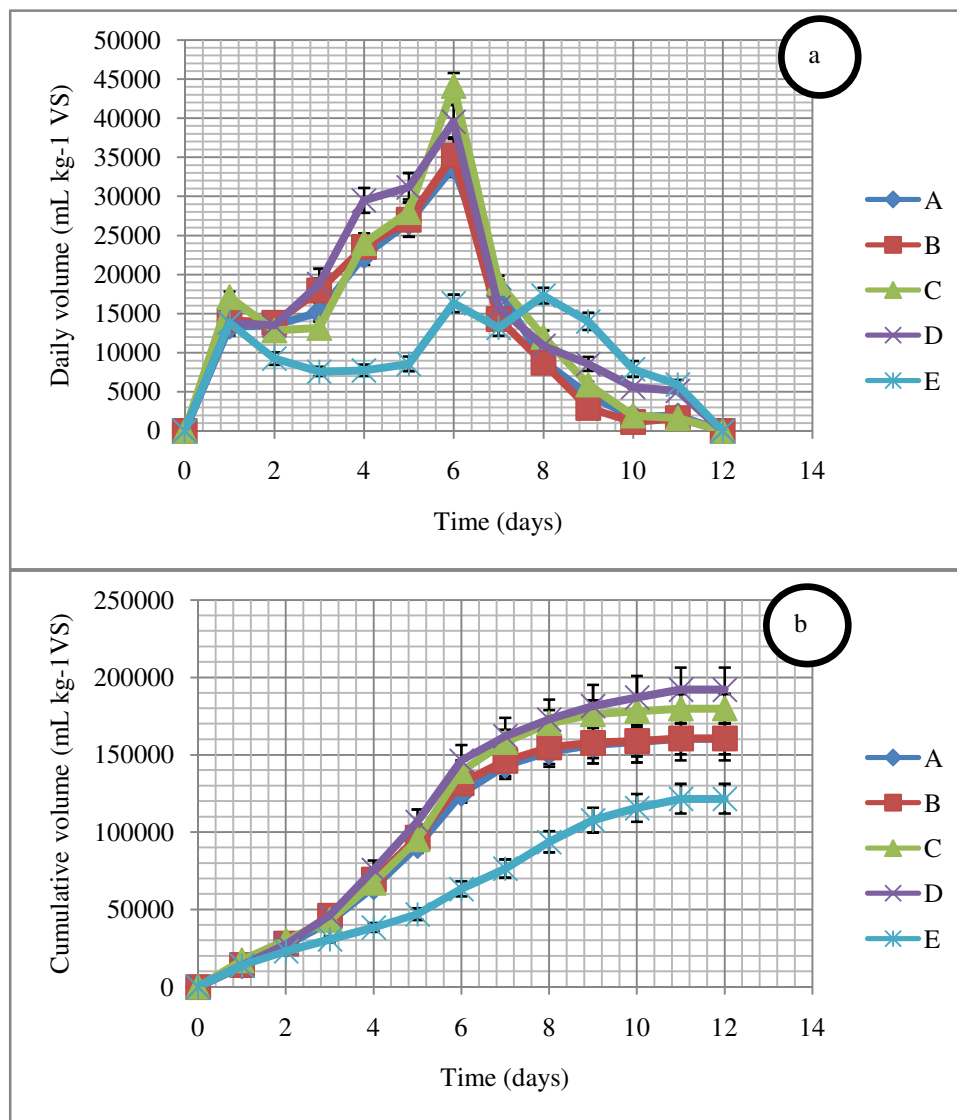 a
Daily volume (mL kg-1 VS)
50000
45000
40000
35000
30000
25000
20000
15000
10000
5000
0
0 2 4 6 8 10 12 14
Time (days)
A
B
C
D
E
b
Cumulative volume (mL kg-1VS)
250000
200000
150000
100000
50000
0
0 2 4 6 8 10 12 14
Time (days)
A
B
C
D
E